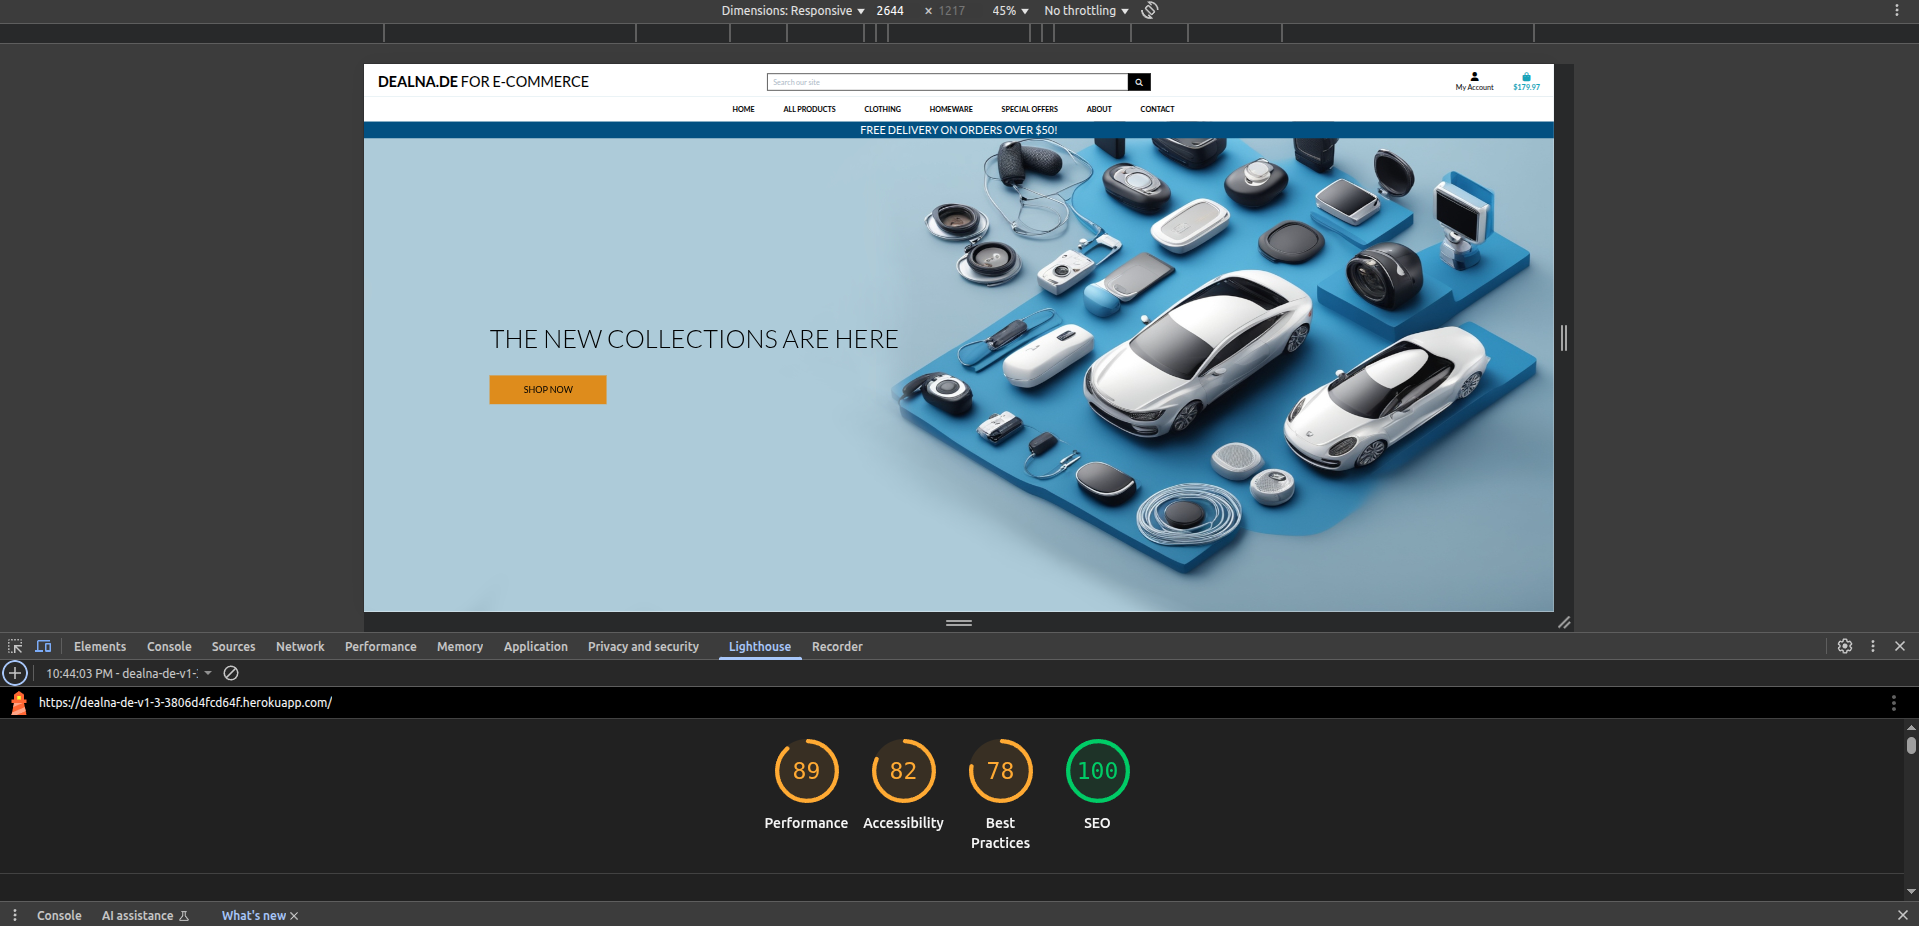 Dimensions: Responsive 2644 × 1217 45% No throttling
DEALNA.DE FOR E-COMMERCE
Search our site
My Account
$179.97
HOME ALL PRODUCTS CLOTHING HOMEWARE SPECIAL OFFERS ABOUT CONTACT
FREE DELIVERY ON ORDERS OVER $50!
THE NEW COLLECTIONS ARE HERE
SHOP NOW
Elements Console Sources Network Performance Memory Application Privacy and security Lighthouse Recorder
10:44:03 PM - dealna-de-v1-
https://dealna-de-v1-3-3806d4fcd64f.herokuapp.com/
89 82 78 100
Performance Accessibility Best Practices SEO
Console AI assistance What's new